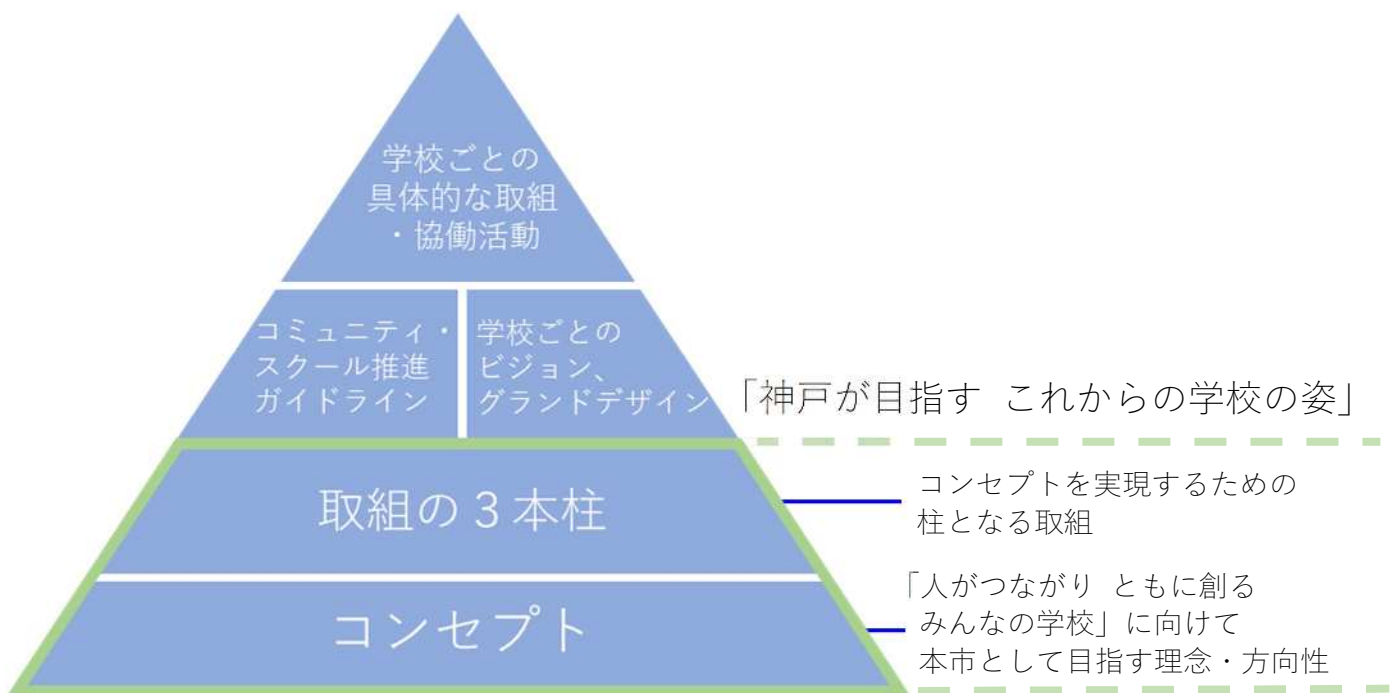 学校ごとの
具体的な取組
・協働活動
コミュニティ・
スクール推進
ガイドライン
学校ごとの
ビジョン、
グランドデザイン
「神戸が目指す これからの学校の姿」
取組の3本柱
コンセプトを実現するための
柱となる取組
コンセプト
「人がつながり ともに創る
みんなの学校」に向けて
本市として目指す理念・方向性